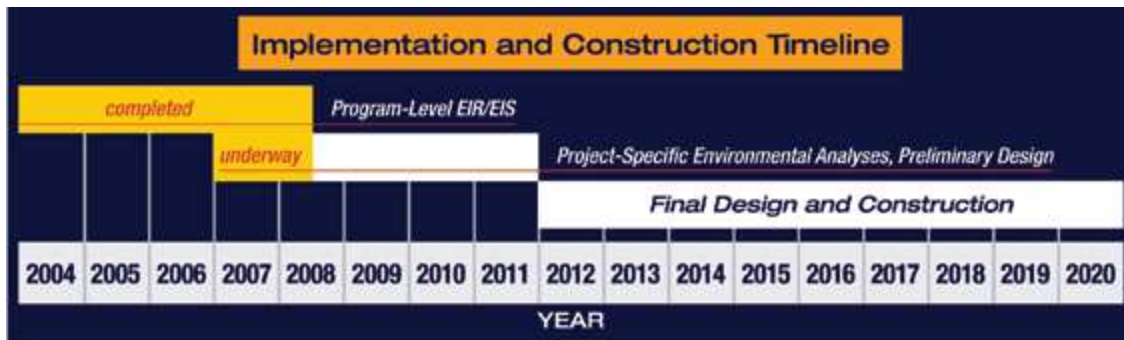 Implementation and Construction Timeline
completed Program-Level EIR/EIS
underway Project-Specific Environmental Analyses, Preliminary Design
Final Design and Construction
2004 2005 2006 2007 2008 2009 2010 2011 2012 2013 2014 2015 2016 2017 2018 2019 2020
YEAR